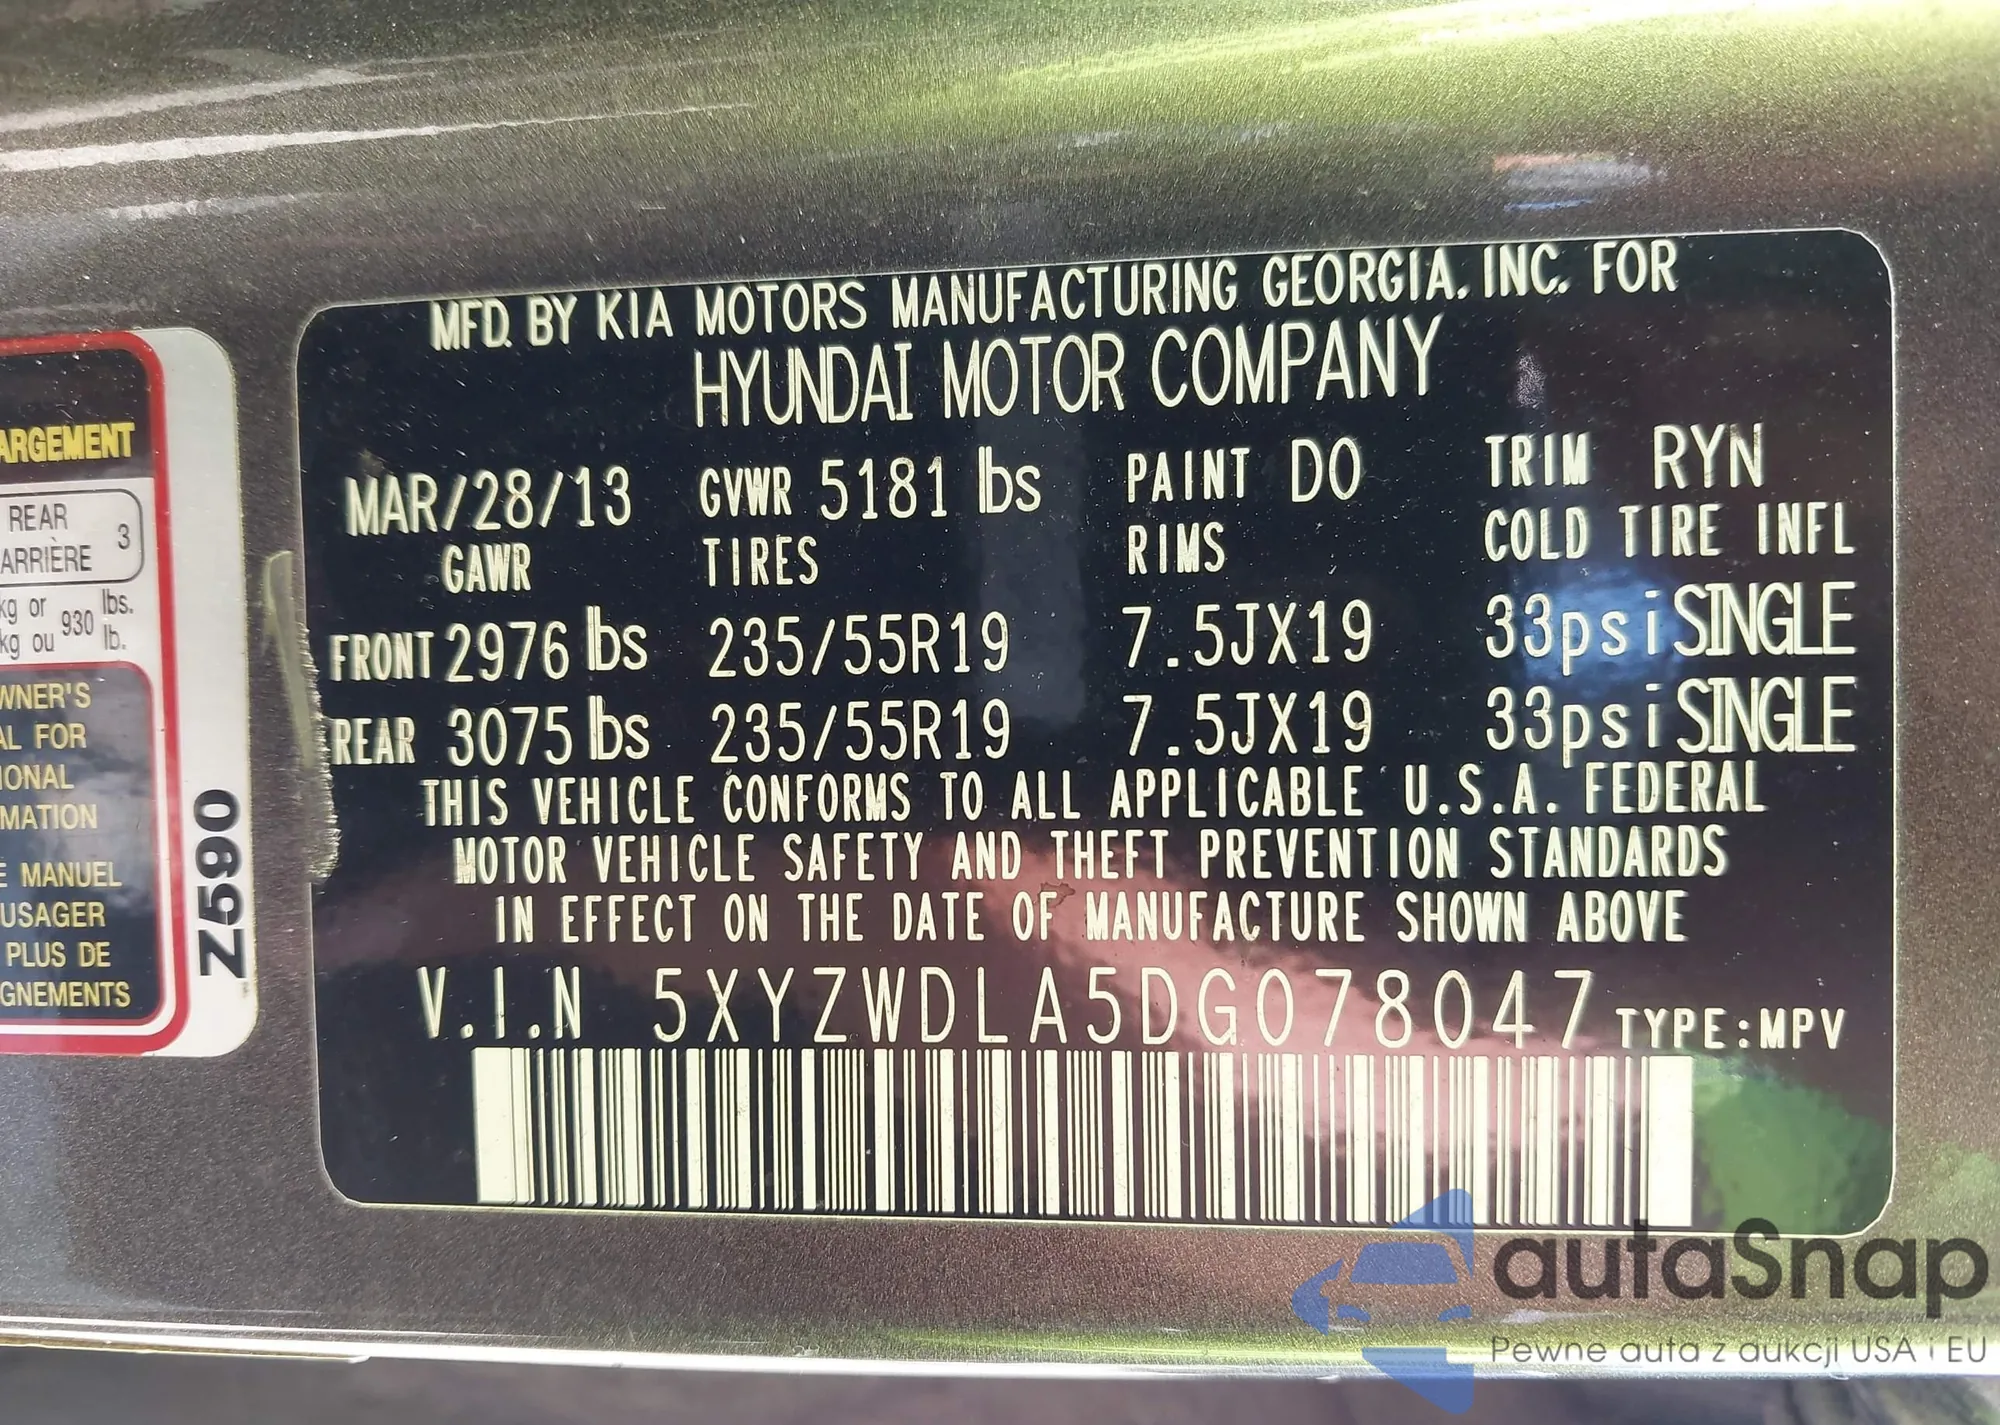 ARGEMENT
REAR
ARRIÈRE
3
kg or
kg ou
930
lbs.
lb.
WNER'S
AL FOR
IONAL
MATION
E MANUEL
USAGER
PLUS DE
GNEMENTS
Z590
MFD. BY KIA MOTORS MANUFACTURING GEORGIA, INC. FOR
HYUNDAI MOTOR COMPANY
MAR/28/13 GVWR 5181 lbs PAINT D0 TRIM RYN
GAWR TIRES RIMS COLD TIRE INFL
FRONT 2976 lbs 235/55R19 7.5JX19 33psi SINGLE
REAR 3075 lbs 235/55R19 7.5JX19 33psi SINGLE
THIS VEHICLE CONFORMS TO ALL APPLICABLE U.S.A. FEDERAL
MOTOR VEHICLE SAFETY AND THEFT PREVENTION STANDARDS
IN EFFECT ON THE DATE OF MANUFACTURE SHOWN ABOVE
V.I.N 5XYZWDLA5DG078047 TYPE:MPV
autaSnap
Pewne auta z aukcji USA i EU